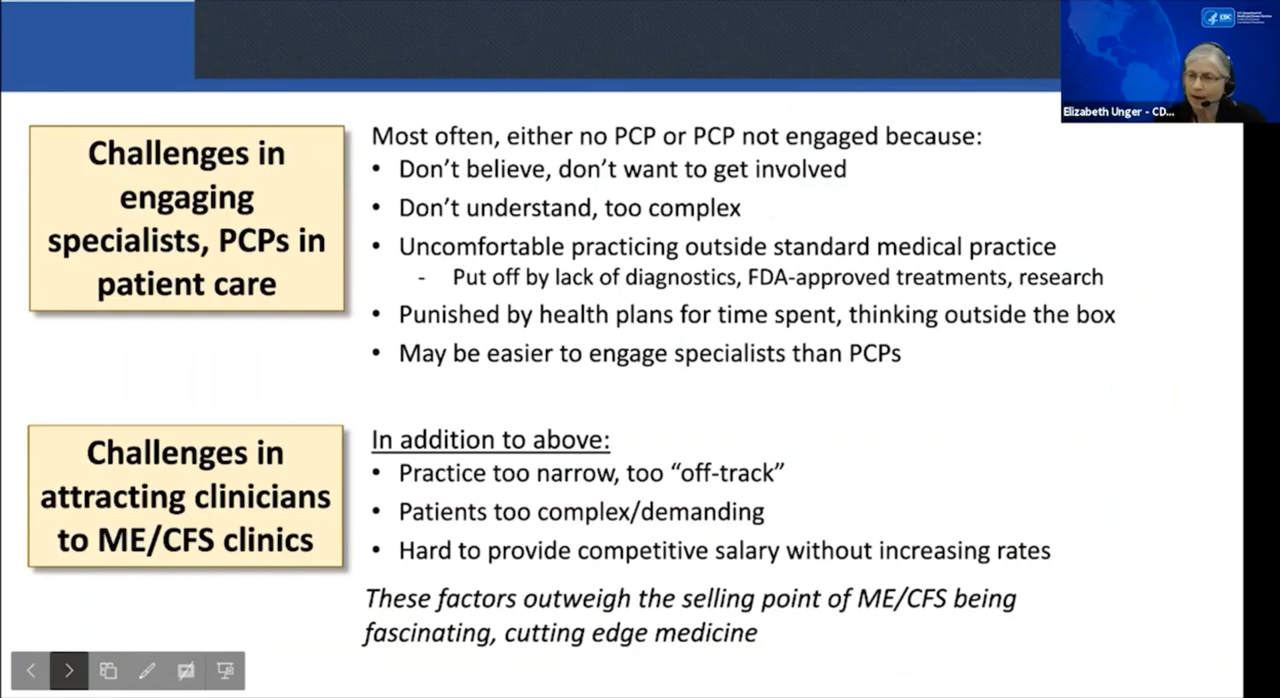 CDC
Elizabeth Unger - CD...
Challenges in
engaging
specialists, PCPs in
patient care
Most often, either no PCP or PCP not engaged because:
• Don’t believe, don’t want to get involved
• Don’t understand, too complex
• Uncomfortable practicing outside standard medical practice
- Put off by lack of diagnostics, FDA-approved treatments, research
• Punished by health plans for time spent, thinking outside the box
• May be easier to engage specialists than PCPs
Challenges in
attracting clinicians
to ME/CFS clinics
In addition to above:
• Practice too narrow, too “off-track”
• Patients too complex/demanding
• Hard to provide competitive salary without increasing rates
These factors outweigh the selling point of ME/CFS being
fascinating, cutting edge medicine